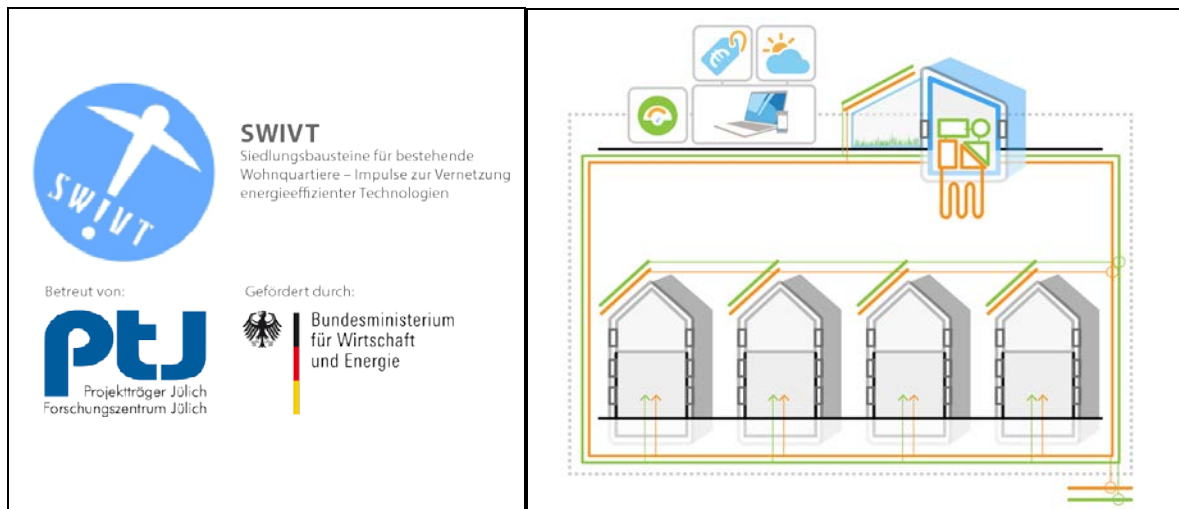 SW!VT
SWIVT
Siedlungsbausteine für bestehende
Wohnquartiere – Impulse zur Vernetzung
energieeffizienter Technologien
Betreut von:
PtJ
Projektträger Jülich
Forschungszentrum Jülich
Gefördert durch:
Bundesministerium
für Wirtschaft
und Energie
€